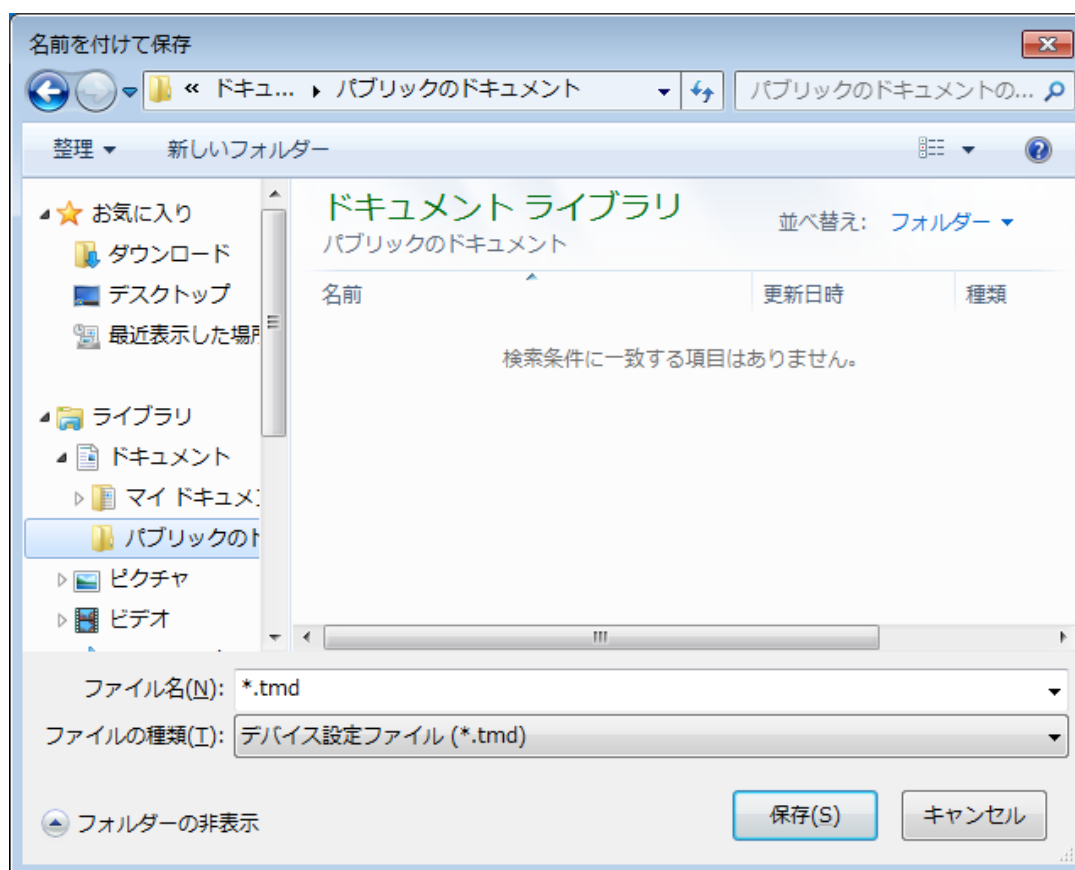 名前を付けて保存
« ドキュ... パブリックのドキュメント パブリックのドキュメントの...
整理 新しいフォルダー
お気に入り
ダウンロード
デスクトップ
最近表示した場所
ライブラリ
ドキュメント
マイ ドキュメ
パブリックの
ピクチャ
ビデオ
ドキュメント ライブラリ
パブリックのドキュメント
並べ替え: フォルダー
名前 更新日時 種類
検索条件に一致する項目はありません。
ファイル名(N): *.tmd
ファイルの種類(T): デバイス設定ファイル (*.tmd)
フォルダーの非表示 保存(S) キャンセル